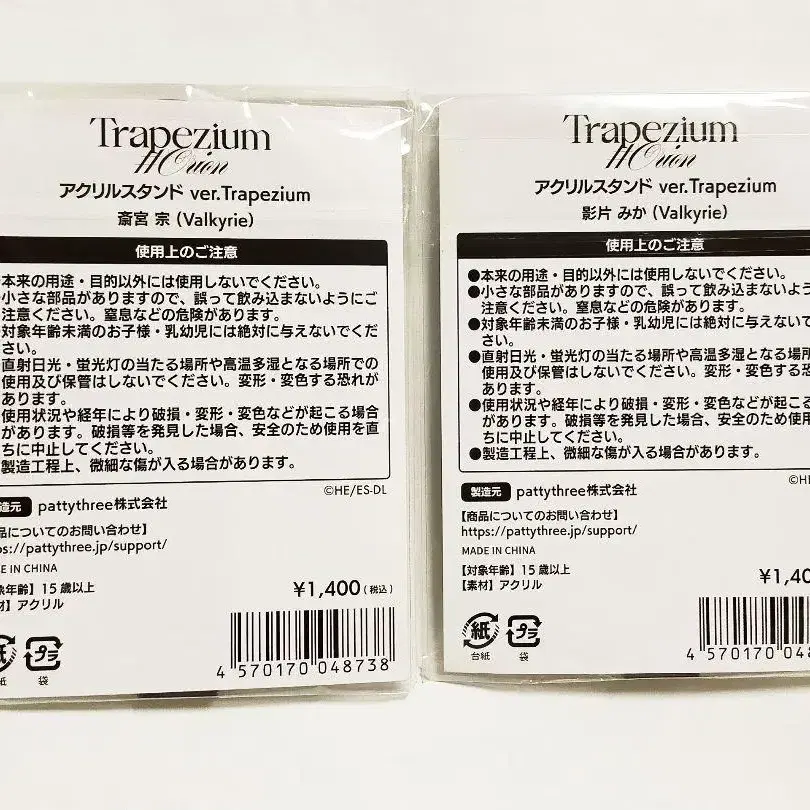 Trapezium
HOrion
アクリルスタンド ver.Trapezium
斎宮 宗 (Valkyrie)
使用上のご注意
本来の用途・目的以外には使用しないでください。
小さな部品がありますので、誤って飲み込まないようにご
注意ください。窒息などの危険があります。
対象年齢未満のお子様・乳幼児には絶対に与えないでくだ
さい。
直射日光・蛍光灯の当たる場所や高温多湿となる場所での
使用及び保管はしないでください。変形・変色する恐れが
あります。
使用状況や経年により破損・変形・変色などが起こる場合
があります。破損等を発見した場合、安全のため使用を直
ちに中止してください。
製造工程上、微細な傷が入る場合があります。
©HE/ES-DL
造元 pattythree株式会社
品についてのお問い合わせ】
s://pattythree.jp/support/
E IN CHINA
象年齢】15歳以上
材】アクリル
¥1,400(税込)
紙 プラ
紙 袋
4 570170 048738
Trapezium
HOrion
アクリルスタンド ver.Trapezium
影片 みか (Valkyrie)
使用上のご注意
●本来の用途・目的以外には使用しないでください。
●小さな部品がありますので、誤って飲み込まないよう
注意ください。窒息などの危険があります。
●対象年齢未満のお子様・乳幼児には絶対に与えないで
さい。
●直射日光・蛍光灯の当たる場所や高温多湿となる場所
使用及び保管はしないでください。変形・変色する恐
あります。
●使用状況や経年により破損・変形・変色などが起こる
があります。破損等を発見した場合、安全のため使用
ちに中止してください。
●製造工程上、微細な傷が入る場合があります。
©HE
製造元 pattythree株式会社
【商品についてのお問い合わせ】
https://pattythree.jp/support/
MADE IN CHINA
【対象年齢】15歳以上
【素材】アクリル
¥1,40
紙 プラ
台紙 袋
4 570170 048